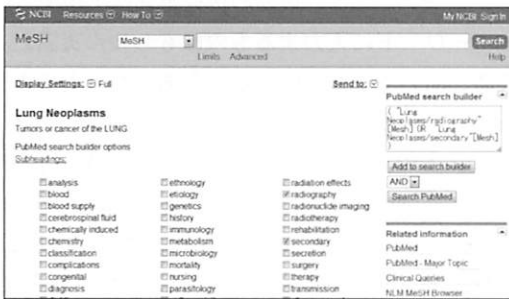 NCBI Resources How To My NCBI Sign In
MeSH MeSH Search
Limits Advanced Help
Display Settings: Full Send to:
Lung Neoplasms
Tumors or cancer of the LUNG
PubMed search builder options
Subheadings:
analysis
blood
blood supply
cerebrospinal fluid
chemically induced
chemistry
classification
complications
congenital
diagnosis
ethnology
etiology
genetics
history
immunology
metabolism
microbiology
mortality
nursing
parasitology
radiation effects
radiography
radionuclide imaging
radiotherapy
rehabilitation
secondary
secretion
surgery
therapy
transmission
PubMed search builder
( "Lung
Neoplasms/radiography"
[Mesh] OR "Lung
Neoplasms/secondary"[Mesh]
)
Add to search builder
AND
Search PubMed
Related information
PubMed
PubMed - Major Topic
Clinical Queries
NLM MeSH Browser